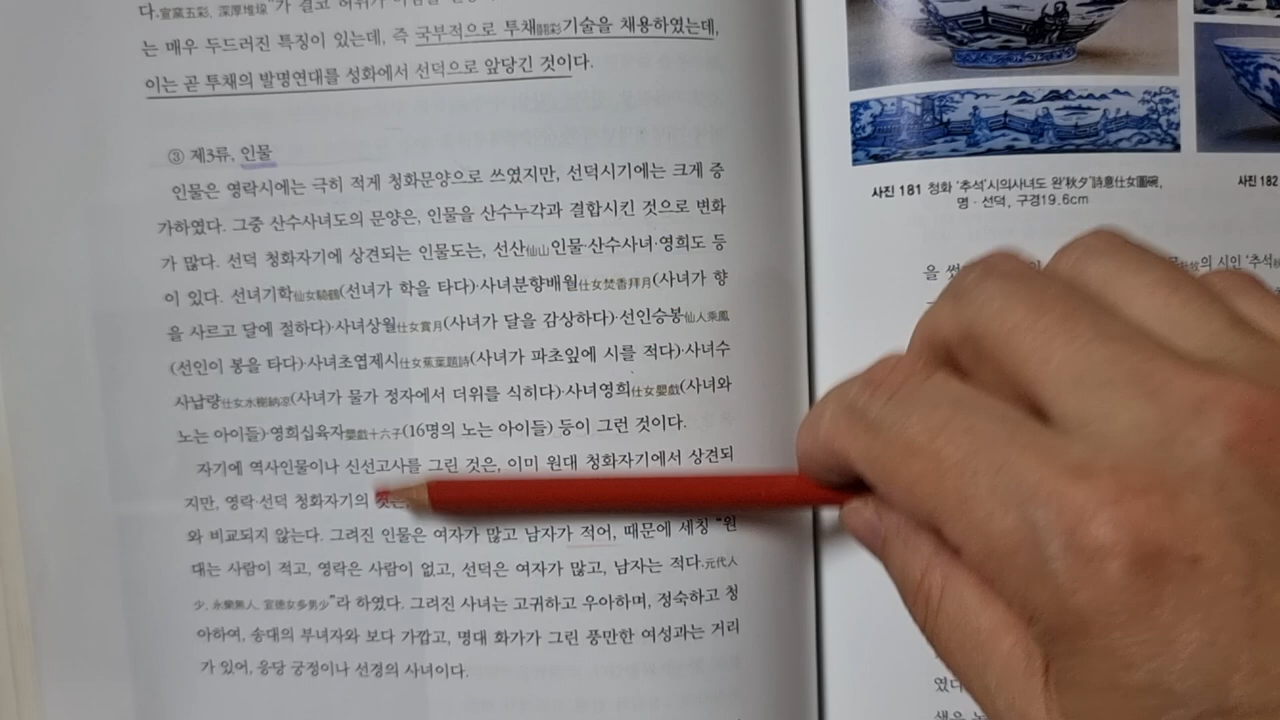 다.宣窯五彩, 深厚堆垛"가 결코 허위가
는 매우 두드러진 특징이 있는데, 즉 국부적으로 투채鬪彩기술을 채용하였는데,
이는 곧 투채의 발명연대를 성화에서 선덕으로 앞당긴 것이다.
③ 제3류, 인물
인물은 영락시에는 극히 적게 청화문양으로 쓰였지만, 선덕시기에는 크게 증
가하였다. 그중 산수사녀도의 문양은, 인물을 산수누각과 결합시킨 것으로 변화
가 많다. 선덕 청화자기에 상견되는 인물도는, 선산仙山인물·산수사녀·영희도 등
이 있다. 선녀기학仙女騎鶴(선녀가 학을 타다)·사녀분향배월仕女焚香拜月(사녀가 향
을 사르고 달에 절하다)·사녀상월仕女賞月(사녀가 달을 감상하다)·선인승봉仙人乘鳳
(선인이 봉을 타다)·사녀초엽제시仕女蕉葉題詩(사녀가 파초잎에 시를 적다)·사녀수
사납량仕女水榭納凉(사녀가 물가 정자에서 더위를 식히다)·사녀영희仕女嬰戱(사녀와
노는 아이들)·영희십육자嬰戱十六子(16명의 노는 아이들) 등이 그런 것이다.
자기에 역사인물이나 신선고사를 그린 것은, 이미 원대 청화자기에서 상견되
지만, 영락·선덕 청화자기의 것은,
와 비교되지 않는다. 그려진 인물은 여자가 많고 남자가 적어, 때문에 세칭 "원
대는 사람이 적고, 영락은 사람이 없고, 선덕은 여자가 많고, 남자는 적다.元代人
少, 永樂無人, 宣德女多男少"라 하였다. 그려진 사녀는 고귀하고 우아하며, 정숙하고 청
아하여, 송대의 부녀자와 보다 가깝고, 명대 화가가 그린 풍만한 여성과는 거리
가 있어, 응당 궁정이나 선경의 사녀이다.
사진 181 청화 '추석'시의사녀도 완'秋夕'詩意仕女圖碗,
명·선덕, 구경19.6cm
사진 182
을 썼
의 시인 '추석
였다